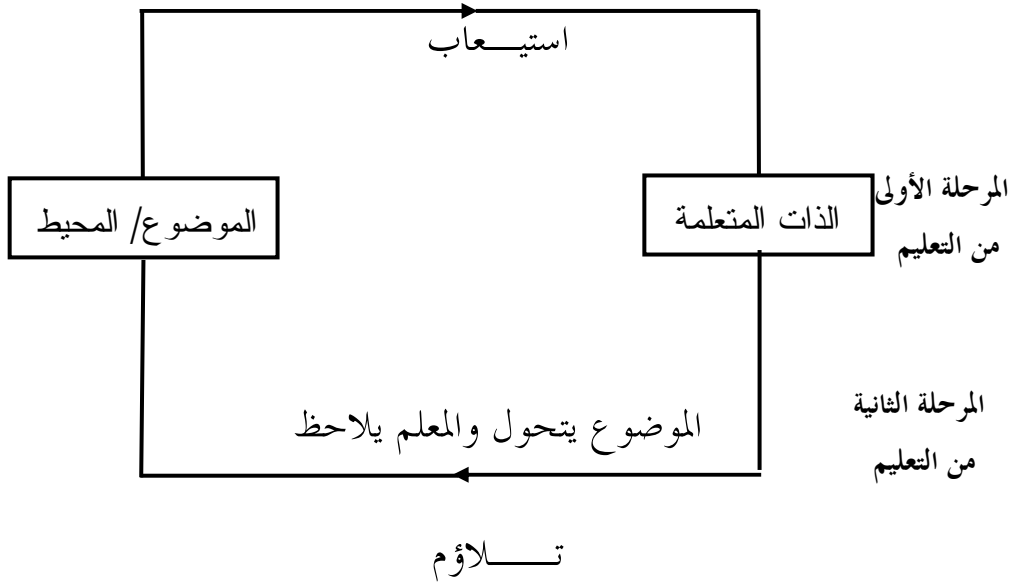 استيـــعاب
المرحلة الأولى
من التعليم
الذات المتعلمة
الموضوع/ المحيط
المرحلة الثانية
من التعليم
الموضوع يتحول والمعلم يلاحظ
تـــــلاؤم